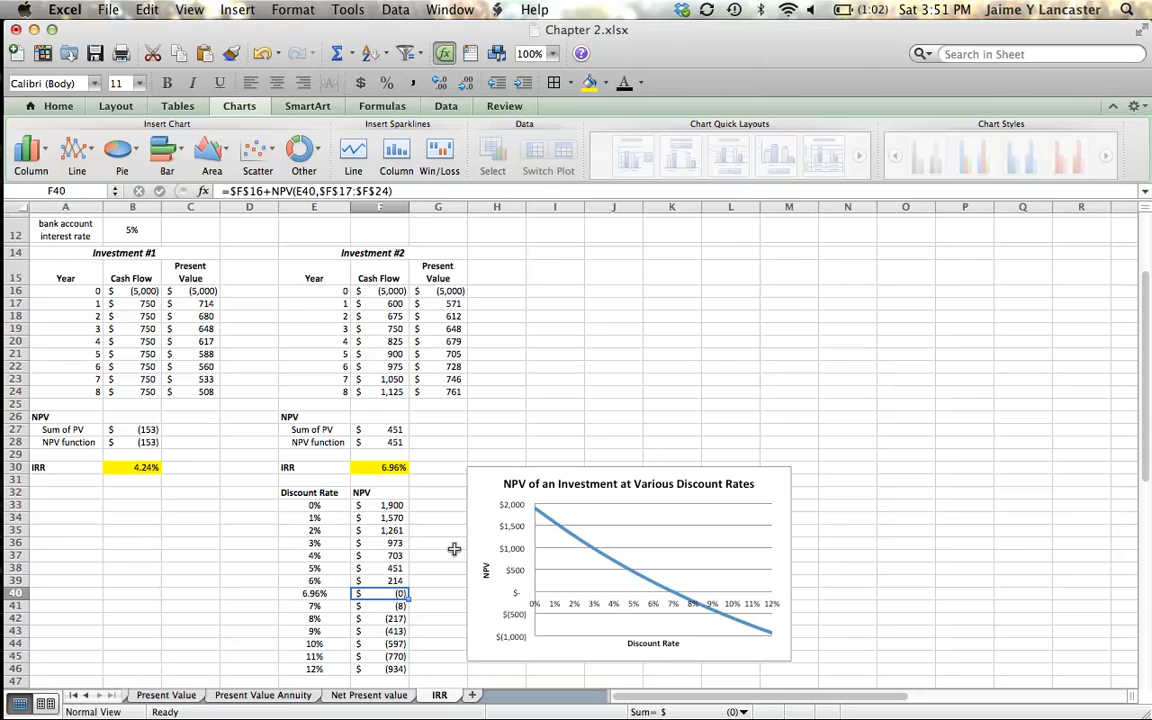 Excel File Edit View Insert Format Tools Data Window Help (1:02) Sat 3:51 PM Jaime Y Lancaster
Chapter 2.xlsx
100% Search in Sheet
Calibri (Body) 11 B I U $ %
Home Layout Tables Charts SmartArt Formulas Data Review
Insert Chart Insert Sparklines Data Chart Quick Layouts Chart Styles
Column Line Pie Bar Area Scatter Other Line Column Win/Loss Select Switch Plot
F40 fx =$F$16+NPV(E40,$F$17:$F$24)
A B C D E F G H I J K L M N O P Q R
bank account
12 interest rate 5%
14 Investment #1 Investment #2
Present Present
15 Year Cash Flow Value Year Cash Flow Value
16 0 $ (5,000) $ (5,000) 0 $ (5,000) $ (5,000)
17 1 $ 750 $ 714 1 $ 600 $ 571
18 2 $ 750 $ 680 2 $ 675 $ 612
19 3 $ 750 $ 648 3 $ 750 $ 648
20 4 $ 750 $ 617 4 $ 825 $ 679
21 5 $ 750 $ 588 5 $ 900 $ 705
22 6 $ 750 $ 560 6 $ 975 $ 728
23 7 $ 750 $ 533 7 $ 1,050 $ 746
24 8 $ 750 $ 508 8 $ 1,125 $ 761
25
26 NPV NPV
27 Sum of PV $ (153) Sum of PV $ 451
28 NPV function $ (153) NPV function $ 451
29
30 IRR 4.24% IRR 6.96%
31
32 Discount Rate NPV
33 0% $ 1,900
34 1% $ 1,570
35 2% $ 1,261
36 3% $ 973
37 4% $ 703
38 5% $ 451
39 6% $ 214
40 6.96% $ (0)
41 7% $ (8)
42 8% $ (217)
43 9% $ (413)
44 10% $ (597)
45 11% $ (770)
46 12% $ (934)
47
NPV of an Investment at Various Discount Rates
$2,000
$1,500
$1,000
NPV
$500
$-
0% 1% 2% 3% 4% 5% 6% 7% 8% 9% 10% 11% 12%
$(500)
$(1,000)
Discount Rate
Present Value Present Value Annuity Net Present value IRR
Normal View Ready Sum= $ (0)